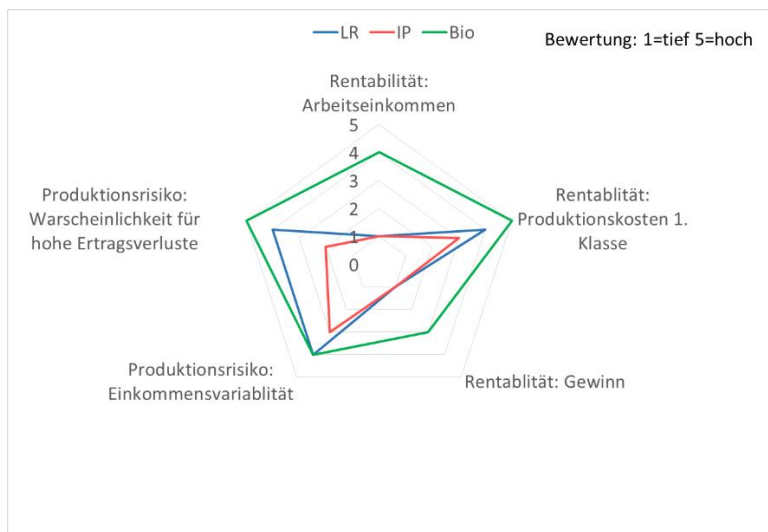 LR IP Bio
Bewertung: 1=tief 5=hoch
Rentabilität:
Arbeitseinkommen
5
4
3
2
1
0
Rentablität:
Produktionskosten 1.
Klasse
Rentablität: Gewinn
Produktionsrisiko:
Einkommensvariablität
Produktionsrisiko:
Warscheinlichkeit für
hohe Ertragsverluste